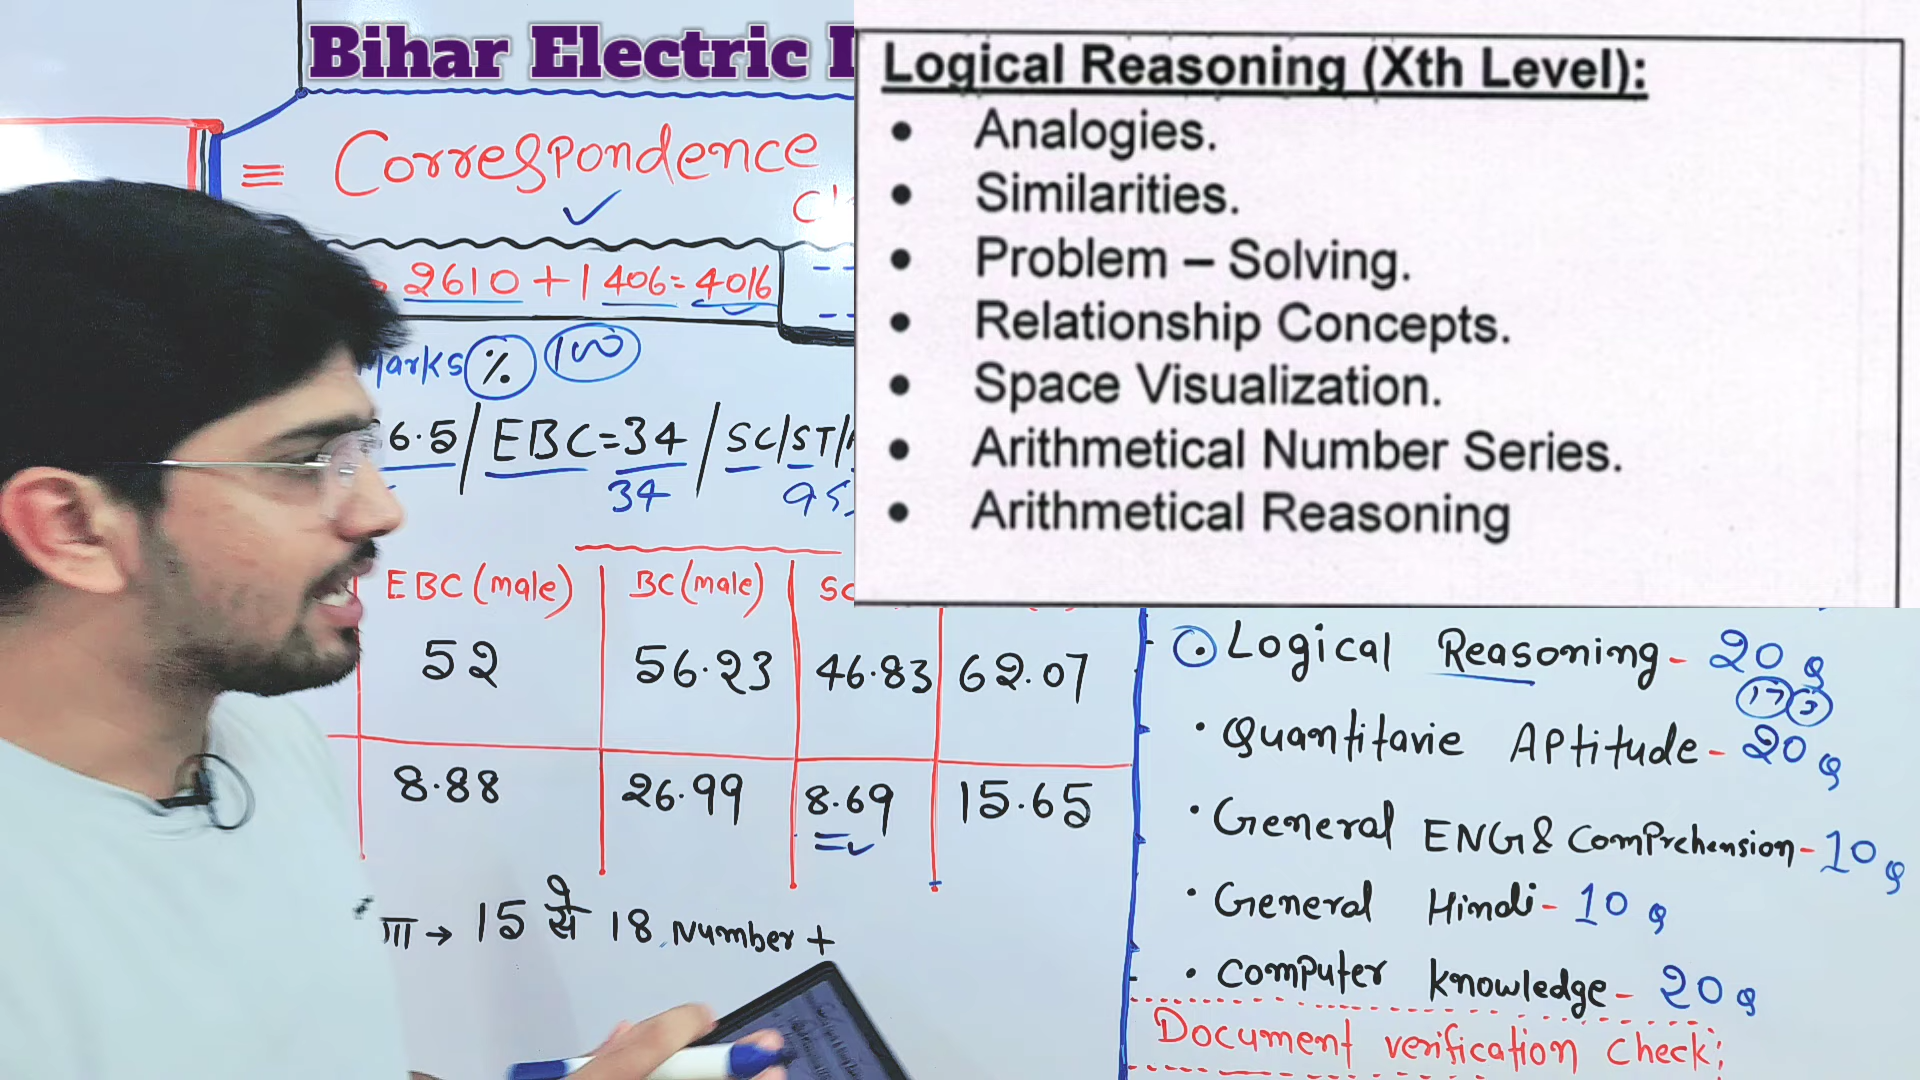 Bihar Electric
Logical Reasoning (Xth Level):
• Analogies.
• Similarities.
• Problem – Solving.
• Relationship Concepts.
• Space Visualization.
• Arithmetical Number Series.
• Arithmetical Reasoning
≡ Correspondence
2610 + 1406 = 4016
Marks % 100
6.5 / EBC = 34 / SC/ST/
34
EBC (male) BC (male) SC
52 56.23 46.83 62.07
8.88 26.99 8.69 15.65
→ 15 से 18 Number +
Logical Reasoning - 20 Q
17 3
• Quantitavie Aptitude - 20 Q
• General ENG & Comprehension - 10 Q
• General Hindi - 10 Q
• Computer knowledge - 20 Q
Document verification check;